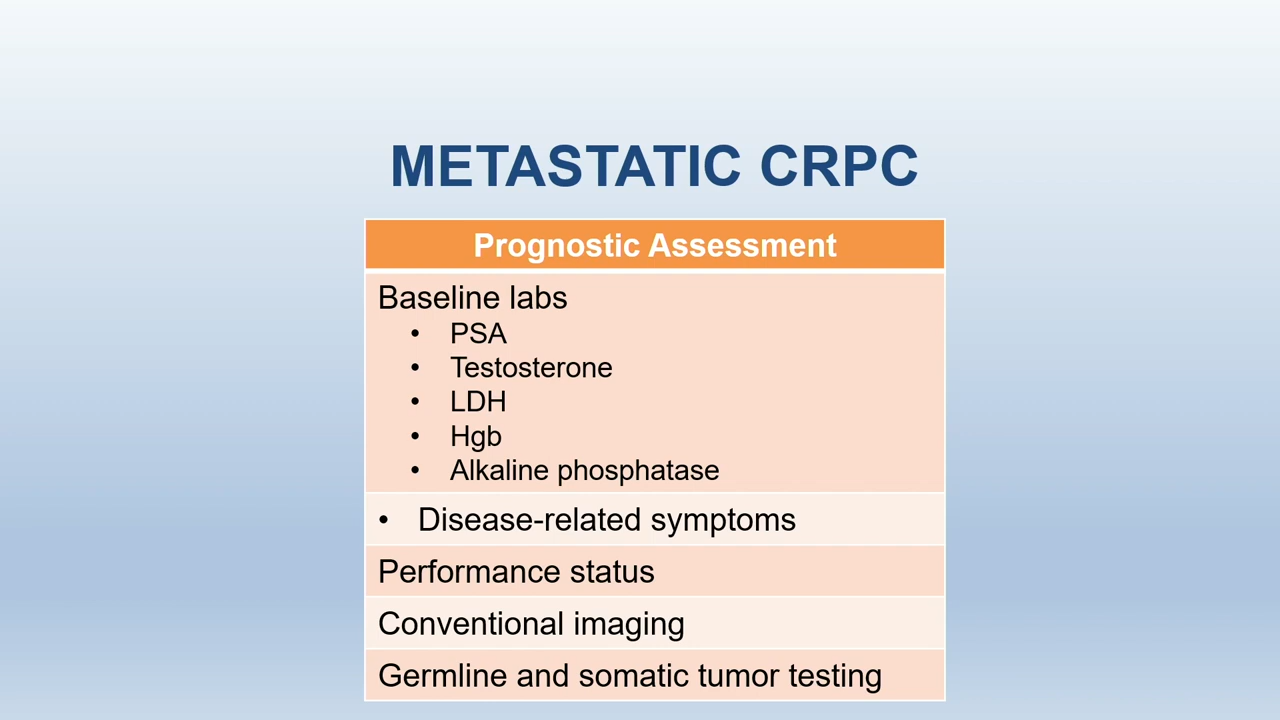 METASTATIC CRPC
Prognostic Assessment
Baseline labs
• PSA
• Testosterone
• LDH
• Hgb
• Alkaline phosphatase
• Disease-related symptoms
Performance status
Conventional imaging
Germline and somatic tumor testing